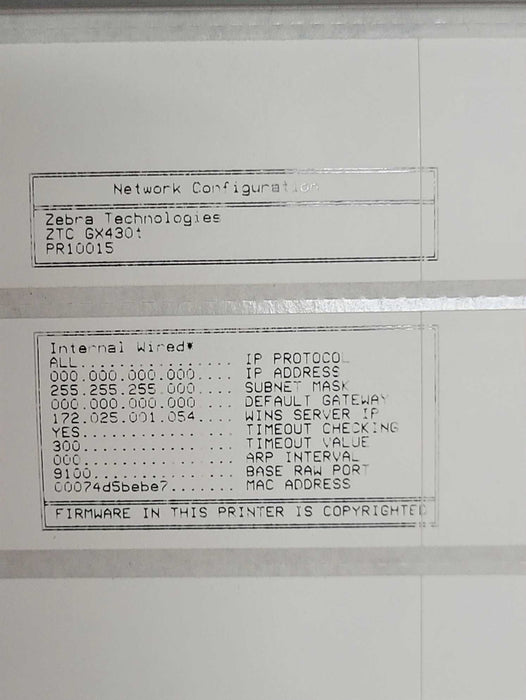 Network Configuration
Zebra Technologies
ZTC GX430t
PR10015
Internal Wired*
ALL.................. IP PROTOCOL
000.000.000.000.... IP ADDRESS
255.255.255.000.... SUBNET MASK
000.000.000.000.... DEFAULT GATEWAY
172.025.001.054.... WINS SERVER IP
YES.................. TIMEOUT CHECKING
300.................. TIMEOUT VALUE
000.................. ARP INTERVAL
9100................. BASE RAW PORT
00074d5bebe7....... MAC ADDRESS
FIRMWARE IN THIS PRINTER IS COPYRIGHTED